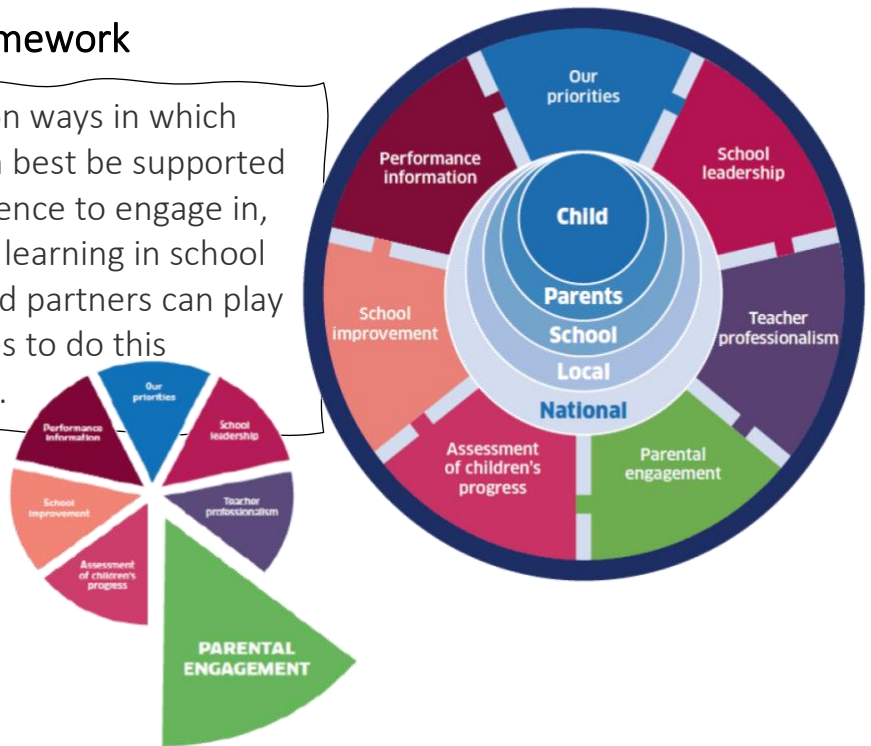 mework
on ways in which
best be supported
ence to engage in,
learning in school
d partners can play
s to do this
.
Our
priorities
School
leadership
Teacher
professionalism
Parental
engagement
Assessment
of children's
progress
School
improvement
Performance
information
Child
Parents
School
Local
National
Our
priorities
School
leadership
Teacher
professionalism
PARENTAL
ENGAGEMENT
Assessment
of children's
progress
School
improvement
Performance
information